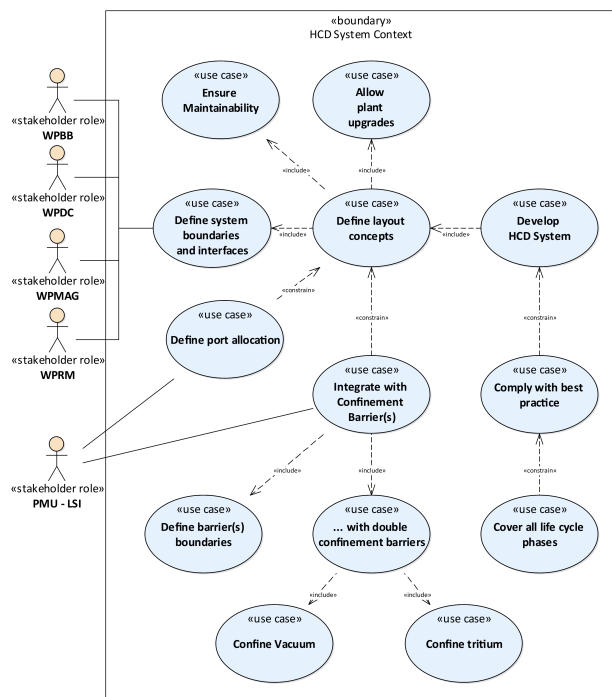 «boundary»
HCD System Context
«use case»
Ensure
Maintainability
«use case»
Allow
plant
upgrades
«stakeholder role»
WPBB
«include»
«include»
«stakeholder role»
WPDC
«use case»
Define system
boundaries
and interfaces
«include»
«use case»
Define layout
concepts
«include»
«use case»
Develop
HCD System
«stakeholder role»
WPMAG
«constrain»
«use case»
Define port allocation
«constrain»
«constrain»
«stakeholder role»
WPRM
«use case»
Integrate with
Confinement
Barrier(s)
«use case»
Comply with best
practice
«stakeholder role»
PMU - LSI
«include»
«include»
«constrain»
«use case»
Define barrier(s)
boundaries
«use case»
... with double
confinement barriers
«use case»
Cover all life cycle
phases
«include»
«include»
«use case»
Confine Vacuum
«use case»
Confine tritium